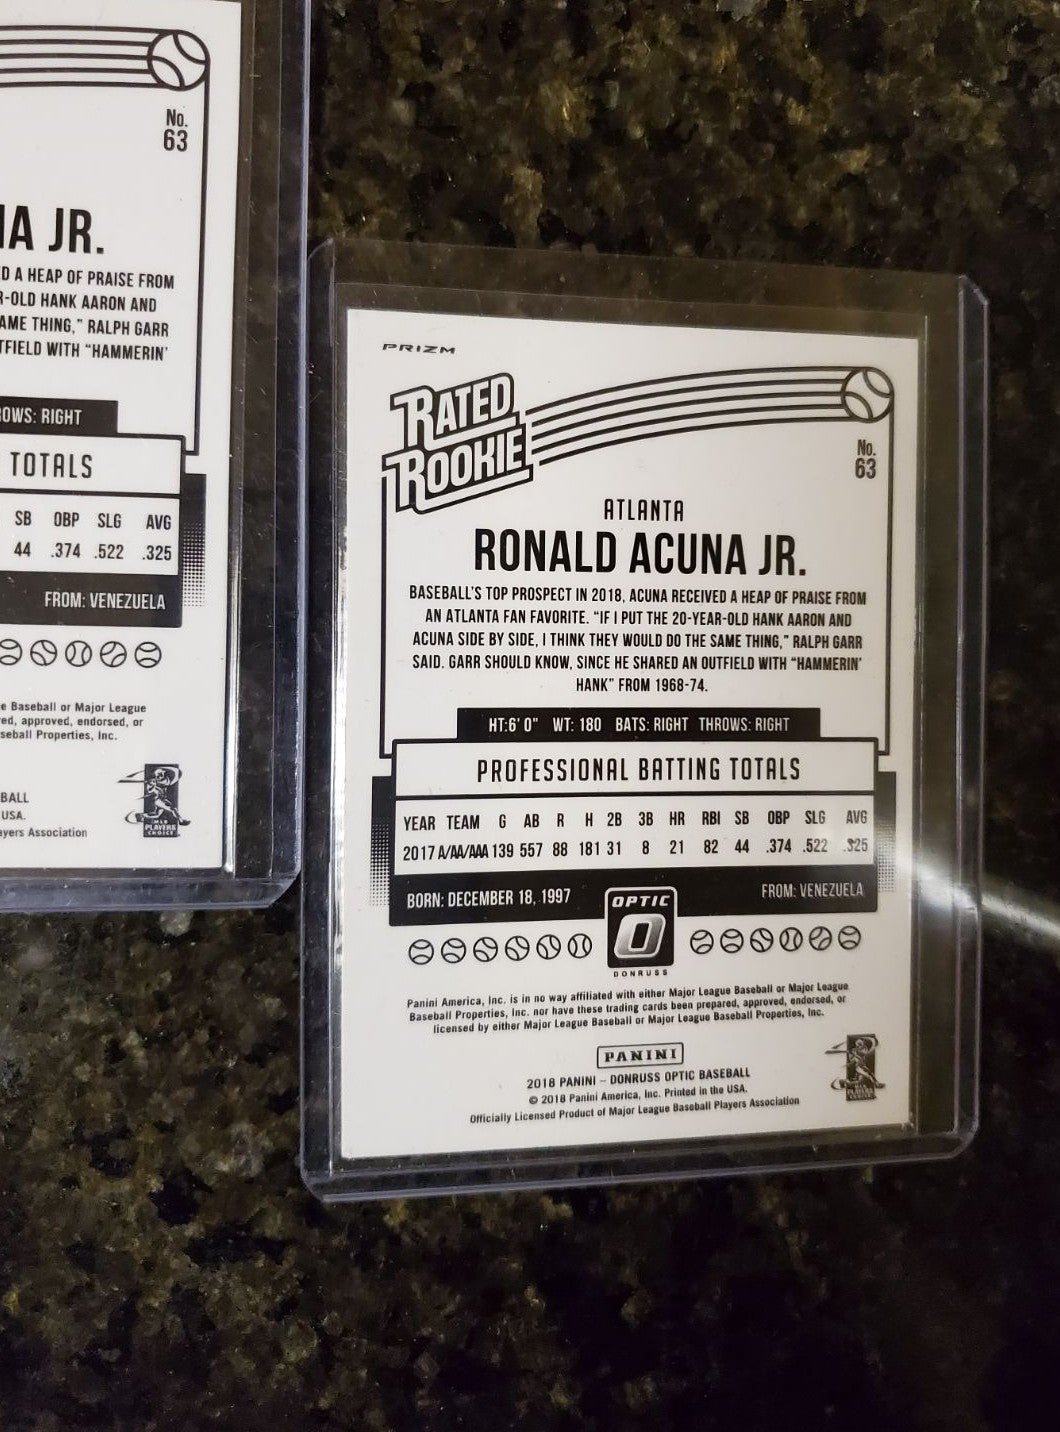 No.
63
IA JR.
D A HEAP OF PRAISE FROM
R-OLD HANK AARON AND
AME THING," RALPH GARR
TFIELD WITH "HAMMERIN'
OWS: RIGHT
TOTALS
SB OBP SLG AVG
44 .374 .522 .325
FROM: VENEZUELA
e Baseball or Major League
ed, approved, endorsed, or
seball Properties, Inc.
BALL
USA.
ayers Association
MLB
PLAYERS
CHOICE
PRIZM
RATED
ROOKIE
No.
63
ATLANTA
RONALD ACUNA JR.
BASEBALL'S TOP PROSPECT IN 2018, ACUNA RECEIVED A HEAP OF PRAISE FROM
AN ATLANTA FAN FAVORITE. "IF I PUT THE 20-YEAR-OLD HANK AARON AND
ACUNA SIDE BY SIDE, I THINK THEY WOULD DO THE SAME THING," RALPH GARR
SAID. GARR SHOULD KNOW, SINCE HE SHARED AN OUTFIELD WITH "HAMMERIN'
HANK" FROM 1968-74.
HT:6' 0" WT: 180 BATS: RIGHT THROWS: RIGHT
PROFESSIONAL BATTING TOTALS
YEAR TEAM G AB R H 2B 3B HR RBI SB OBP SLG AVG
2017 A/AA/AAA 139 557 88 181 31 8 21 82 44 .374 .522 .325
BORN: DECEMBER 18, 1997
FROM: VENEZUELA
OPTIC
O
DONRUSS
Panini America, Inc. is in no way affiliated with either Major League Baseball or Major League
Baseball Properties, Inc. nor have these trading cards been prepared, approved, endorsed, or
licensed by either Major League Baseball or Major League Baseball Properties, Inc.
PANINI
2018 PANINI – DONRUSS OPTIC BASEBALL
© 2018 Panini America, Inc. Printed in the USA.
Officially Licensed Product of Major League Baseball Players Association